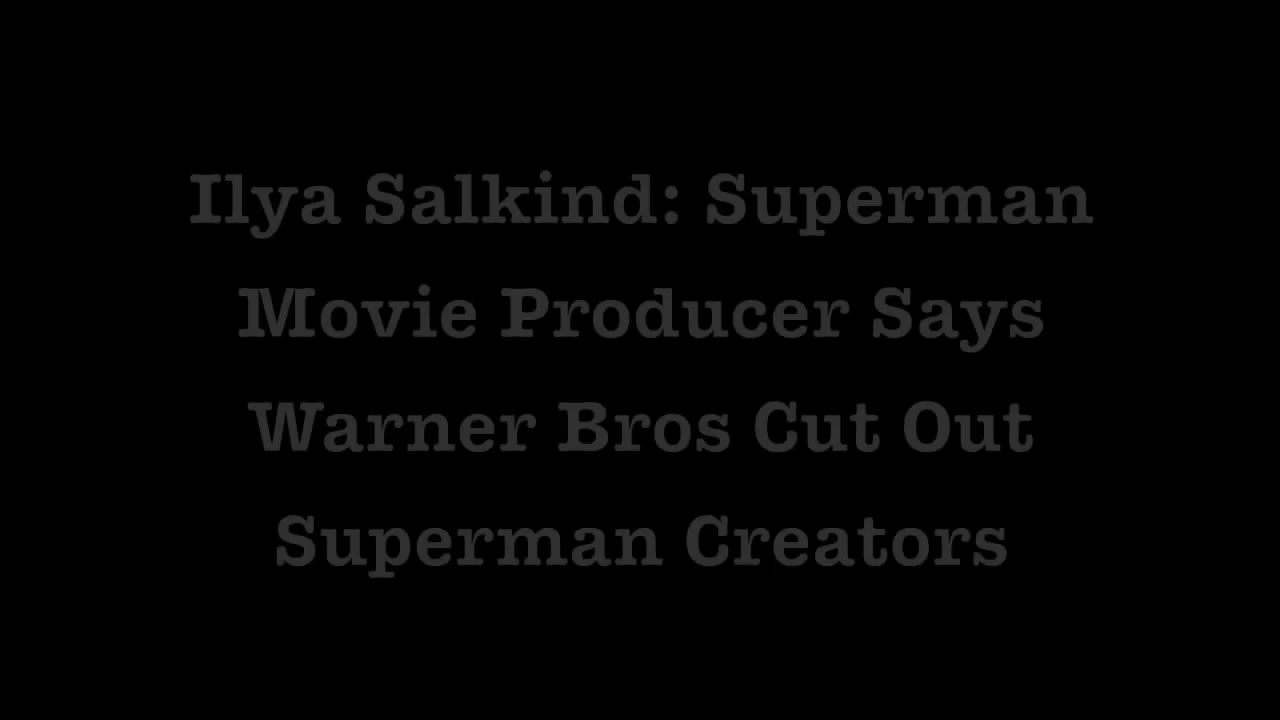 Ilya Salkind: Superman
Movie Producer Says
Warner Bros Cut Out
Superman Creators